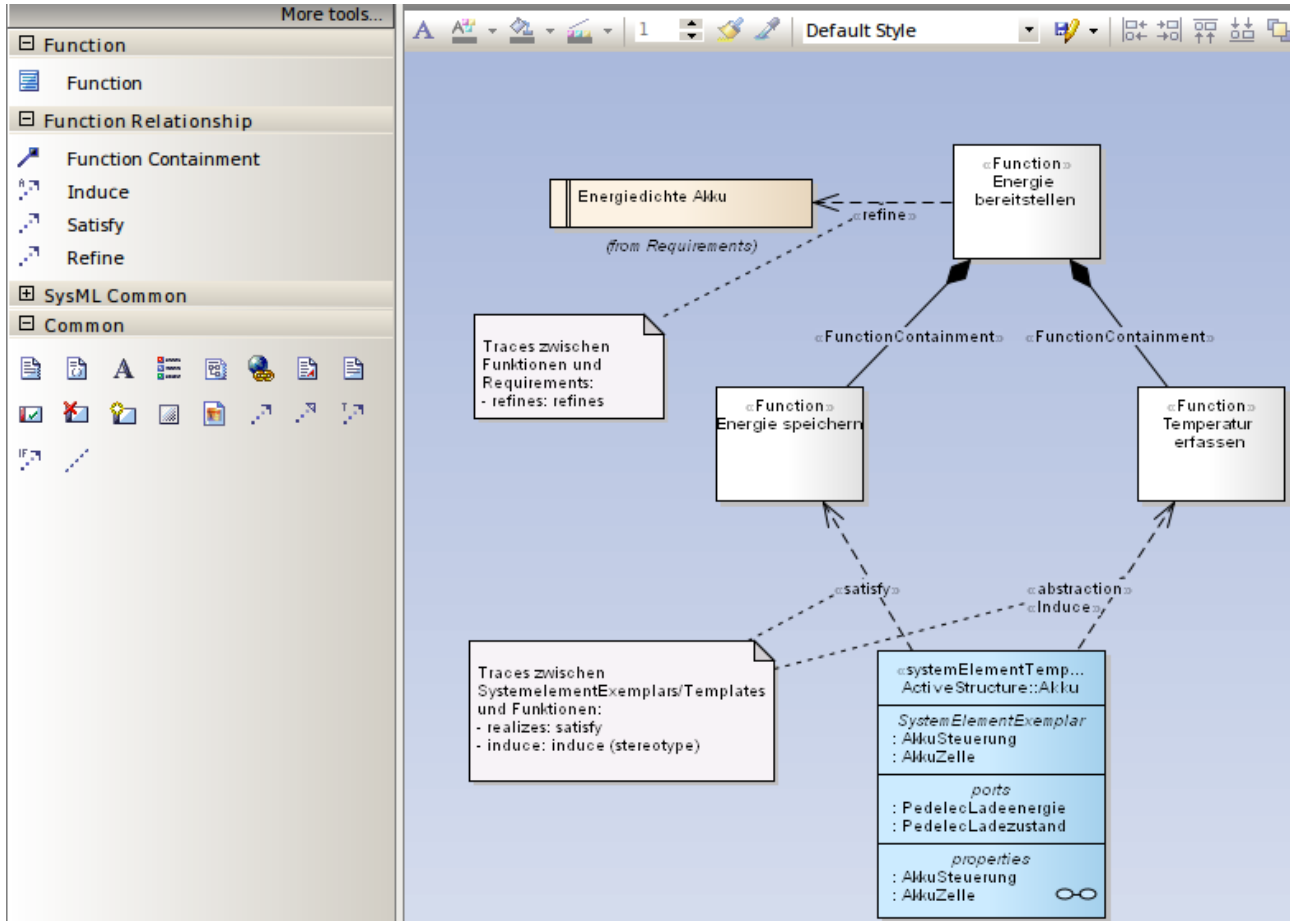 More tools...
Function
Function
Function Relationship
Function Containment
Induce
Satisfy
Refine
SysML Common
Common
1
Default Style
«Function»
Energie
bereitstellen
Energiedichte Akku
«refine»
(from Requirements)
Traces zwischen
Funktionen und
Requirements:
- refines: refines
«FunctionContainment»
«FunctionContainment»
«Function»
Energie speichern
«Function»
Temperatur
erfassen
«satisfy»
«abstraction»
«Induce»
Traces zwischen
SystemelementExemplars/Templates
und Funktionen:
- realizes: satisfy
- induce: induce (stereotype)
«systemElementTemp...
ActiveStructure::Akku
SystemElementExemplar
: AkkuSteuerung
: AkkuZelle
ports
: PedelecLadeenergie
: PedelecLadezustand
properties
: AkkuSteuerung
: AkkuZelle